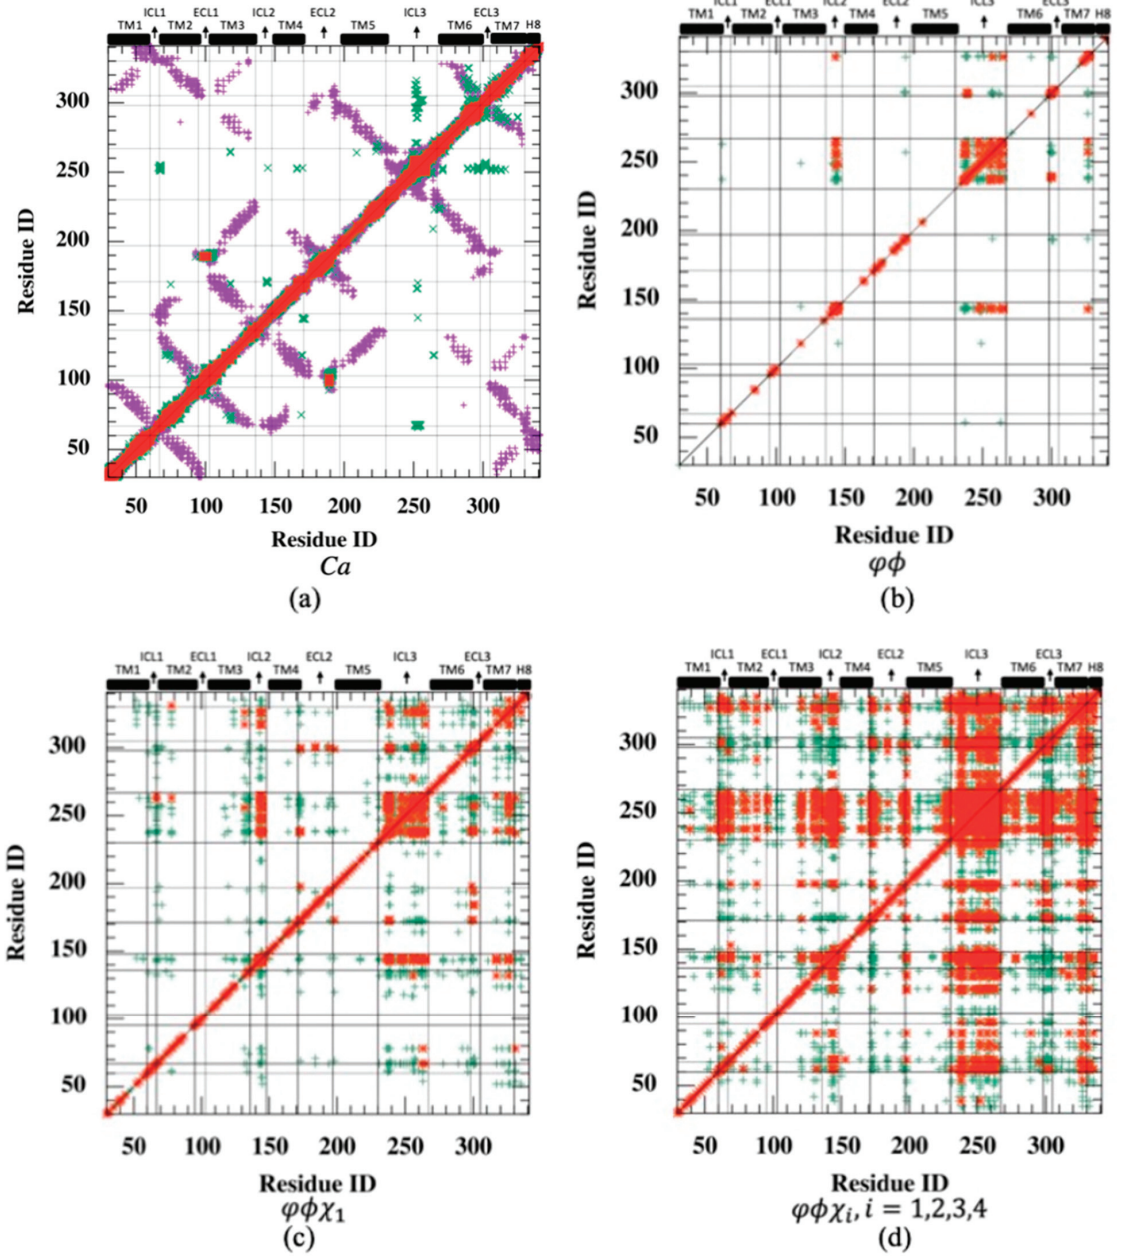 ICL1 ECL1 ICL2 ECL2 ICL3 ECL3
TM1 TM2 TM3 TM4 TM5 TM6 TM7 H8
300
250
200
150
100
50
Residue ID
50 100 150 200 250 300
Residue ID
Ca
(a)
ICL1 ECL1 ICL2 ECL2 ICL3 ECL3
TM1 TM2 TM3 TM4 TM5 TM6 TM7 H8
300
250
200
150
100
50
Residue ID
50 100 150 200 250 300
Residue ID
φϕ
(b)
ICL1 ECL1 ICL2 ECL2 ICL3 ECL3
TM1 TM2 TM3 TM4 TM5 TM6 TM7 H8
300
250
200
150
100
50
Residue ID
50 100 150 200 250 300
Residue ID
φϕχ₁
(c)
ICL1 ECL1 ICL2 ECL2 ICL3 ECL3
TM1 TM2 TM3 TM4 TM5 TM6 TM7 H8
300
250
200
150
100
50
Residue ID
50 100 150 200 250 300
Residue ID
φϕχᵢ, i = 1,2,3,4
(d)